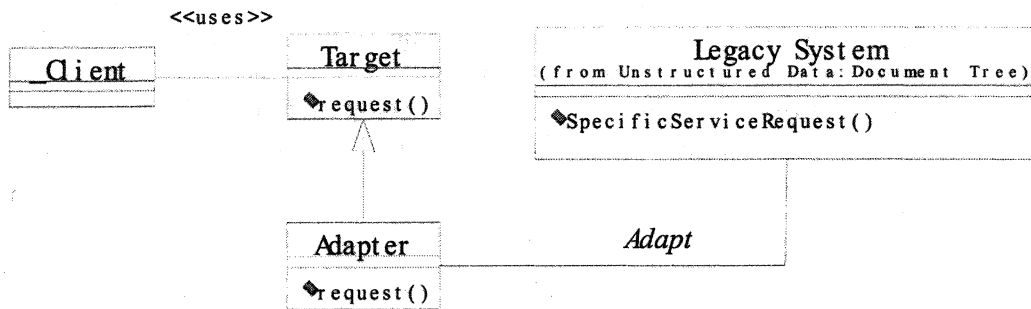 <<uses>>
_Client
Target
request()
Legacy System
(from Unstructured Data:Document Tree)
SpecificServiceRequest()
Adapter
request()
Adapt